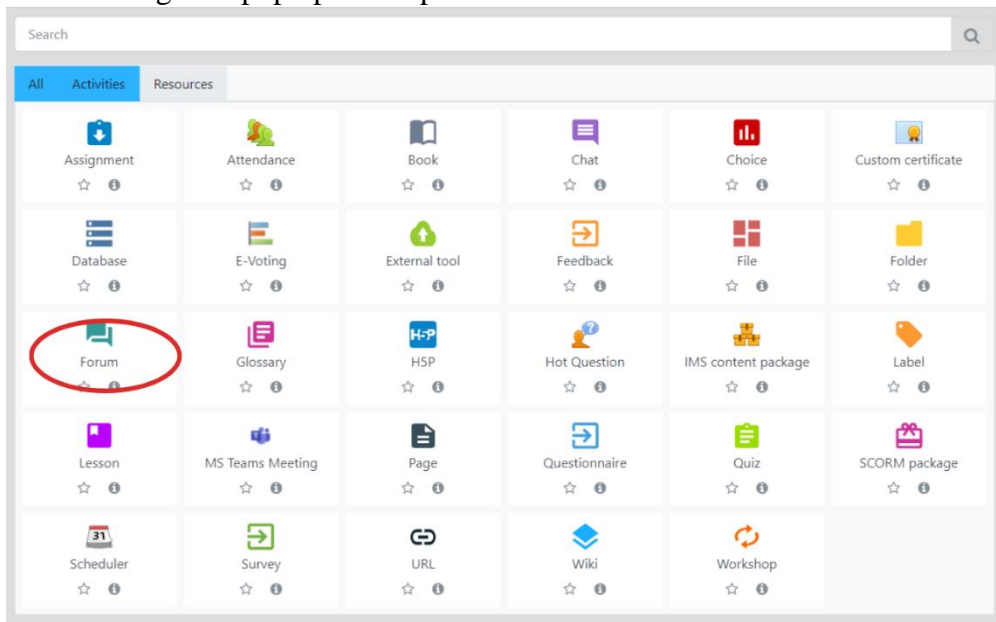 Search
All Activities Resources
Assignment Attendance Book Chat Choice Custom certificate
Database E-Voting External tool Feedback File Folder
Forum Glossary H5P Hot Question IMS content package Label
Lesson MS Teams Meeting Page Questionnaire Quiz SCORM package
31
Scheduler Survey URL Wiki Workshop